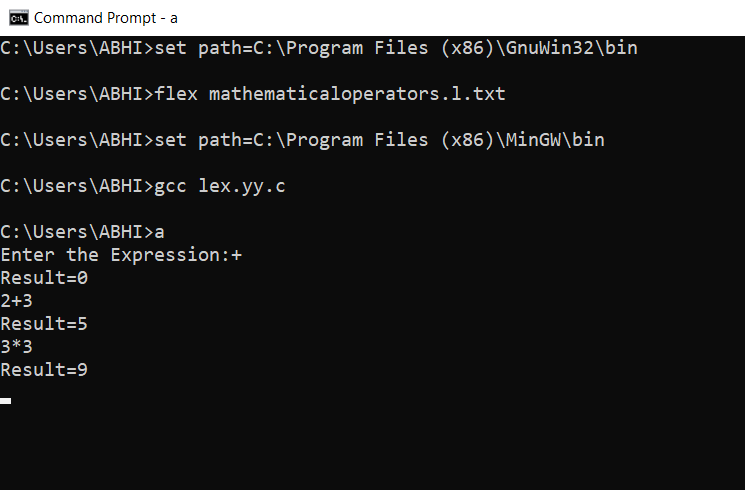 Command Prompt - a
C:\Users\ABHI>set path=C:\Program Files (x86)\GnuWin32\bin
C:\Users\ABHI>flex mathematicaloperators.l.txt
C:\Users\ABHI>set path=C:\Program Files (x86)\MinGW\bin
C:\Users\ABHI>gcc lex.yy.c
C:\Users\ABHI>a
Enter the Expression:+
Result=0
2+3
Result=5
3*3
Result=9